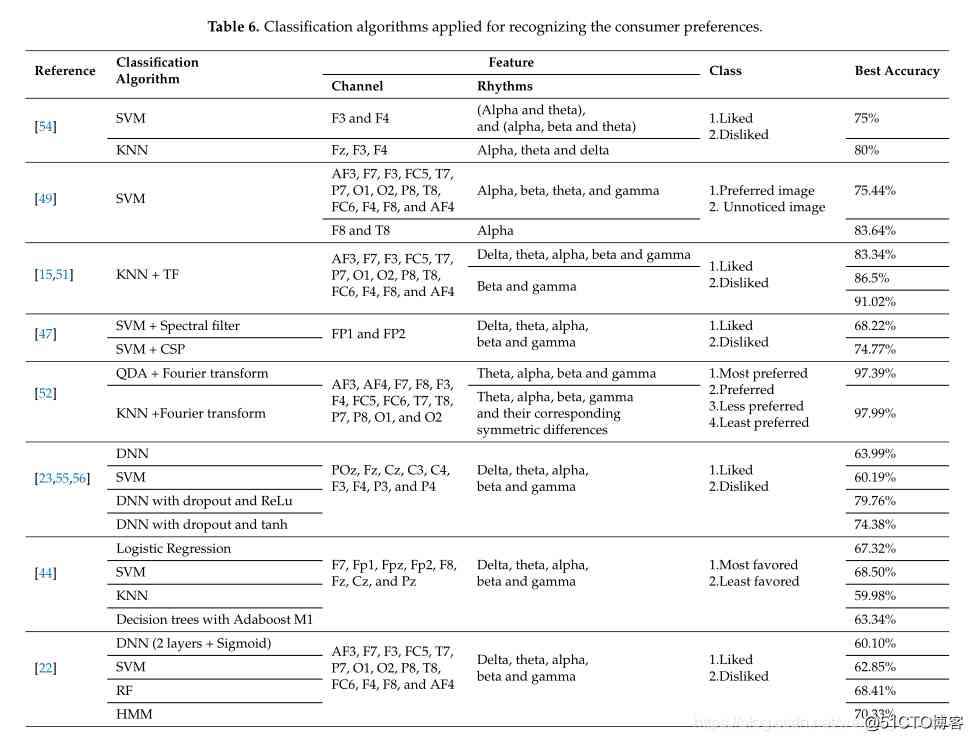 Table 6. Classification algorithms applied for recognizing the consumer preferences.
Reference Classification Algorithm Feature Class Best Accuracy
Channel Rhythms
[54] SVM F3 and F4 (Alpha and theta), and (alpha, beta and theta) 1.Liked 2.Disliked 75%
KNN Fz, F3, F4 Alpha, theta and delta 80%
[49] SVM AF3, F7, F3, FC5, T7, P7, O1, O2, P8, T8, FC6, F4, F8, and AF4 Alpha, beta, theta, and gamma 1.Preferred image 2. Unnoticed image 75.44%
F8 and T8 Alpha 83.64%
[15,51] KNN + TF AF3, F7, F3, FC5, T7, P7, O1, O2, P8, T8, FC6, F4, F8, and AF4 Delta, theta, alpha, beta and gamma 1.Liked 2.Disliked 83.34%
Beta and gamma 86.5%
91.02%
[47] SVM + Spectral filter FP1 and FP2 Delta, theta, alpha, beta and gamma 1.Liked 2.Disliked 68.22%
SVM + CSP 74.77%
[52] QDA + Fourier transform AF3, AF4, F7, F8, F3, F4, FC5, FC6, T7, T8, P7, P8, O1, and O2 Theta, alpha, beta and gamma 1.Most preferred 2.Preferred 3.Less preferred 4.Least preferred 97.39%
KNN +Fourier transform Theta, alpha, beta, gamma and their corresponding symmetric differences 97.99%
[23,55,56] DNN POz, Fz, Cz, C3, C4, F3, F4, P3, and P4 Delta, theta, alpha, beta and gamma 1.Liked 2.Disliked 63.99%
SVM 60.19%
DNN with dropout and ReLu 79.76%
DNN with dropout and tanh 74.38%
[44] Logistic Regression F7, Fp1, Fpz, Fp2, F8, Fz, Cz, and Pz Delta, theta, alpha, beta and gamma 1.Most favored 2.Least favored 67.32%
SVM 68.50%
KNN 59.98%
Decision trees with Adaboost M1 63.34%
[22] DNN (2 layers + Sigmoid) AF3, F7, F3, FC5, T7, P7, O1, O2, P8, T8, FC6, F4, F8, and AF4 Delta, theta, alpha, beta and gamma 1.Liked 2.Disliked 60.10%
SVM 62.85%
RF 68.41%
HMM 70.33%
@51CTO博客